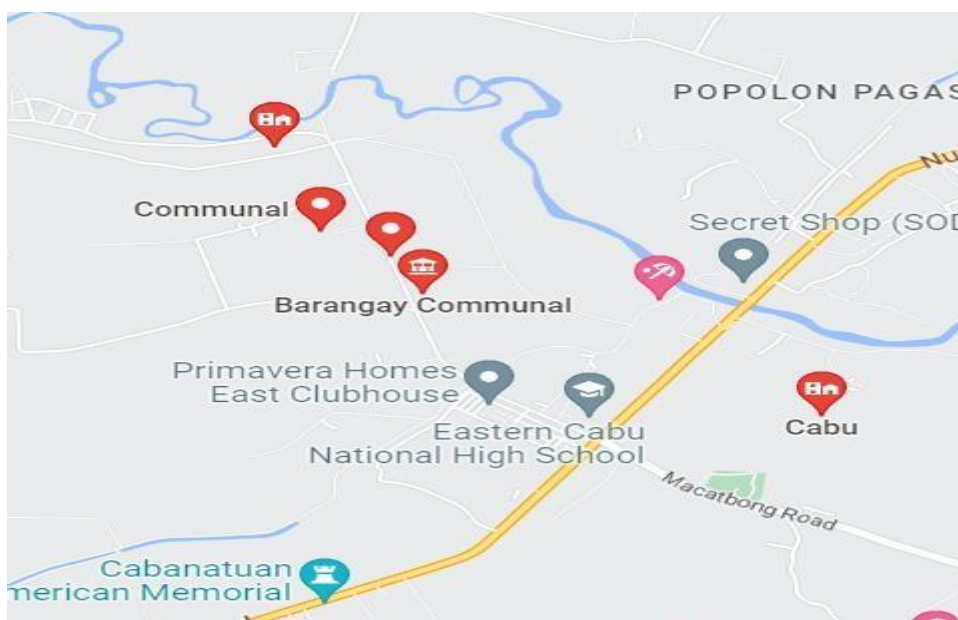 POPOLON PAGAS
Nu
Communal
Secret Shop (SOD
Barangay Communal
Primavera Homes
East Clubhouse
Eastern Cabu
National High School
Cabu
Macatbong Road
Cabanatuan
merican Memorial